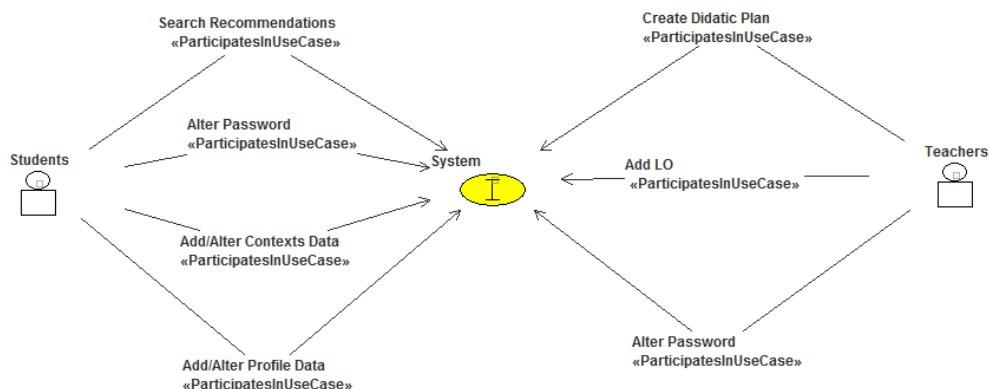 Search Recommendations
«ParticipatesInUseCase»
Create Didatic Plan
«ParticipatesInUseCase»
Alter Password
«ParticipatesInUseCase»
Students
System
Add LO
«ParticipatesInUseCase»
Teachers
Add/Alter Contexts Data
«ParticipatesInUseCase»
Alter Password
«ParticipatesInUseCase»
Add/Alter Profile Data
«ParticipatesInUseCase»